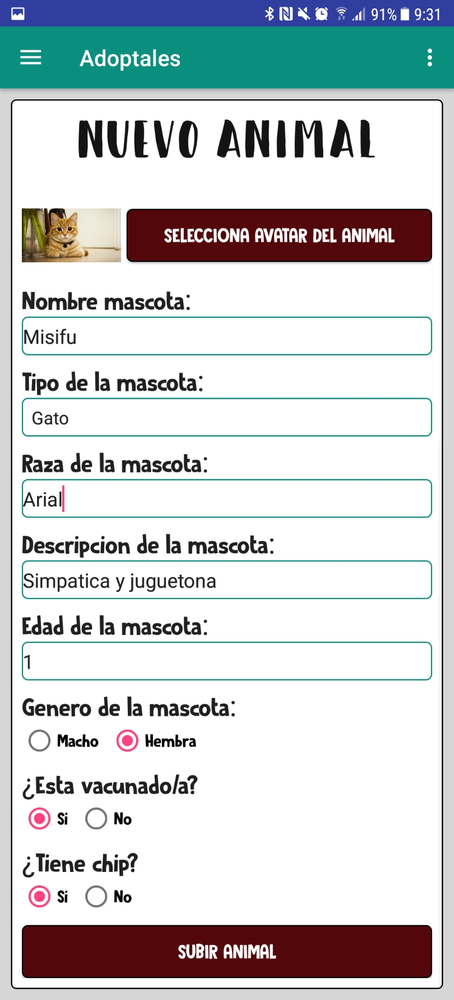 91% 9:31
Adoptales
NUEVO ANIMAL
SELECCIONA AVATAR DEL ANIMAL
Nombre mascota:
Misifu
Tipo de la mascota:
Gato
Raza de la mascota:
Arial
Descripcion de la mascota:
Simpatica y juguetona
Edad de la mascota:
1
Genero de la mascota:
Macho Hembra
¿Esta vacunado/a?
Si No
¿Tiene chip?
Si No
SUBIR ANIMAL